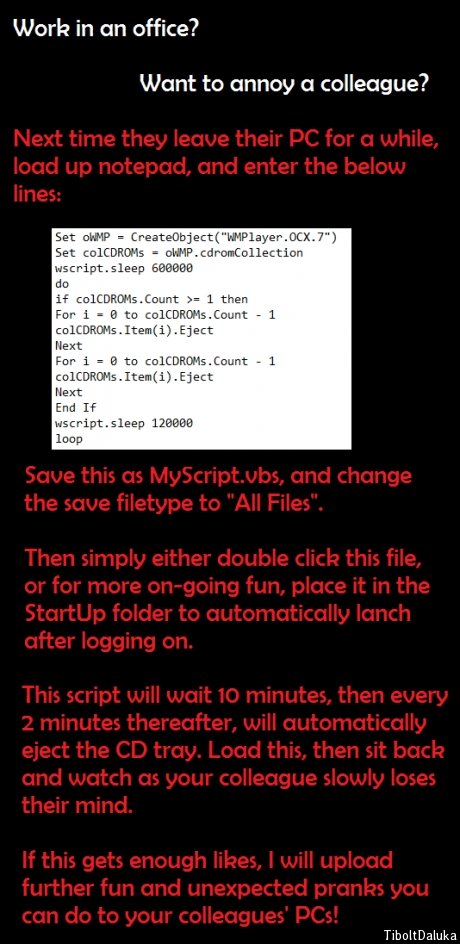 Work in an office?
Want to annoy a colleague?
Next time they leave their PC for a while,
load up notepad, and enter the below
lines:
Set oWMP = CreateObject("WMPlayer.OCX.7")
Set colCDROMs = oWMP.cdromCollection
wscript.sleep 600000
do
if colCDROMs.Count >= 1 then
For i = 0 to colCDROMs.Count - 1
colCDROMs.Item(i).Eject
Next
For i = 0 to colCDROMs.Count - 1
colCDROMs.Item(i).Eject
Next
End If
wscript.sleep 120000
loop
Save this as MyScript.vbs, and change
the save filetype to "All Files".
Then simply either double click this file,
or for more on-going fun, place it in the
StartUp folder to automatically lanch
after logging on.
This script will wait 10 minutes, then every
2 minutes thereafter, will automatically
eject the CD tray. Load this, then sit back
and watch as your colleague slowly loses
their mind.
If this gets enough likes, I will upload
further fun and unexpected pranks you
can do to your colleagues' PCs!
TiboltDaluka